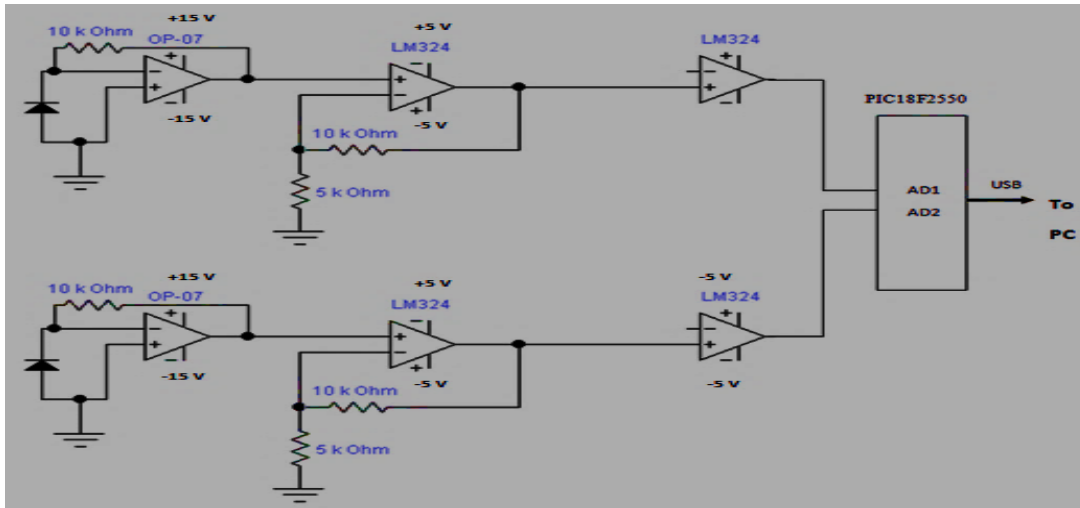 +15 V
10 k Ohm
OP-07
-15 V
+5 V
LM324
-5 V
10 k Ohm
5 k Ohm
LM324
PIC18F2550
AD1
AD2
USB
To
PC
+15 V
10 k Ohm
OP-07
-15 V
+5 V
LM324
-5 V
10 k Ohm
5 k Ohm
-5 V
LM324
-5 V